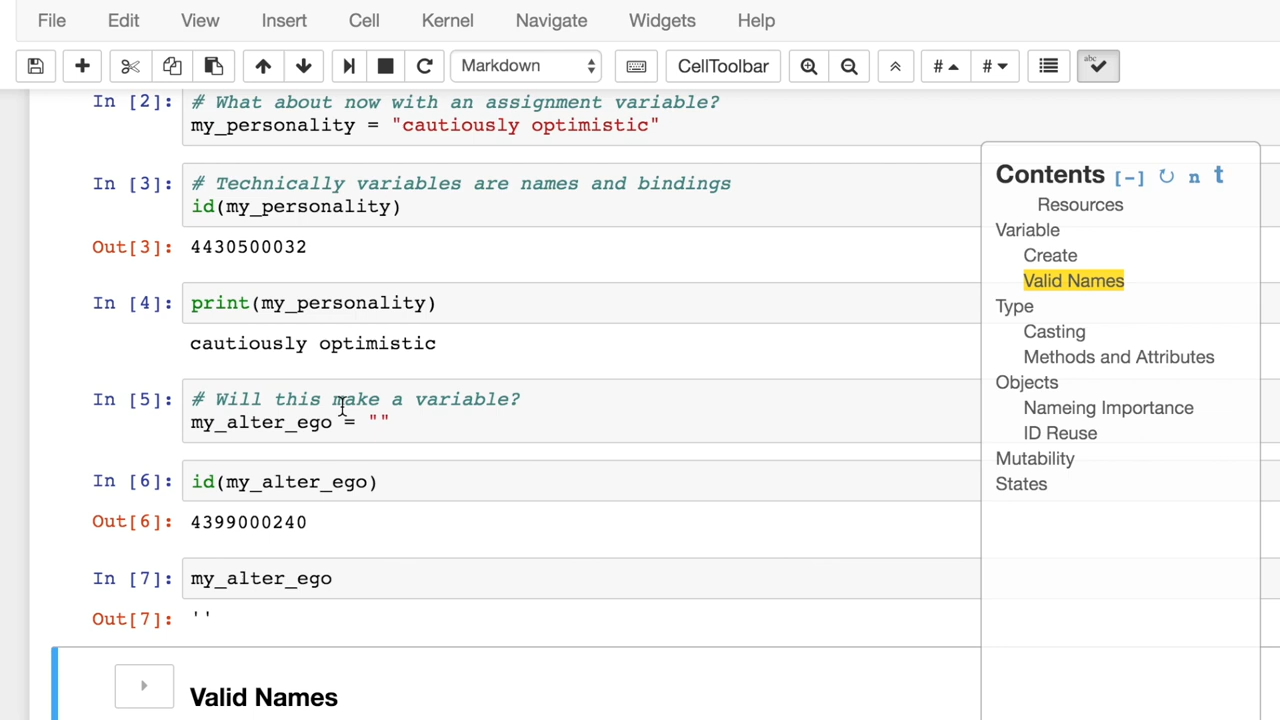 File Edit View Insert Cell Kernel Navigate Widgets Help
Markdown CellToolbar # # abc
In [2]: # What about now with an assignment variable?
my_personality = "cautiously optimistic"
In [3]: # Technically variables are names and bindings
id(my_personality)
Out[3]: 4430500032
In [4]: print(my_personality)
cautiously optimistic
In [5]: # Will this make a variable?
my_alter_ego = ""
In [6]: id(my_alter_ego)
Out[6]: 4399000240
In [7]: my_alter_ego
Out[7]: ''
Valid Names
Contents [-] ↻ n t
Resources
Variable
Create
Valid Names
Type
Casting
Methods and Attributes
Objects
Nameing Importance
ID Reuse
Mutability
States